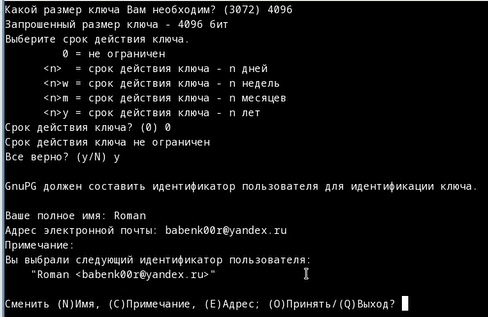 Какой размер ключа Вам необходим? (3072) 4096
Запрошенный размер ключа - 4096 бит
Выберите срок действия ключа.
0 = не ограничен
<n> = срок действия ключа - n дней
<n>w = срок действия ключа - n недель
<n>m = срок действия ключа - n месяцев
<n>y = срок действия ключа - n лет
Срок действия ключа? (0) 0
Срок действия ключа не ограничен
Все верно? (y/N) y
GnuPG должен составить идентификатор пользователя для идентификации ключа.
Ваше полное имя: Roman
Адрес электронной почты: babenk00r@yandex.ru
Примечание:
Вы выбрали следующий идентификатор пользователя:
"Roman <babenk00r@yandex.ru>"
Сменить (N)Имя, (C)Примечание, (E)Адрес; (O)Принять/(Q)Выход?